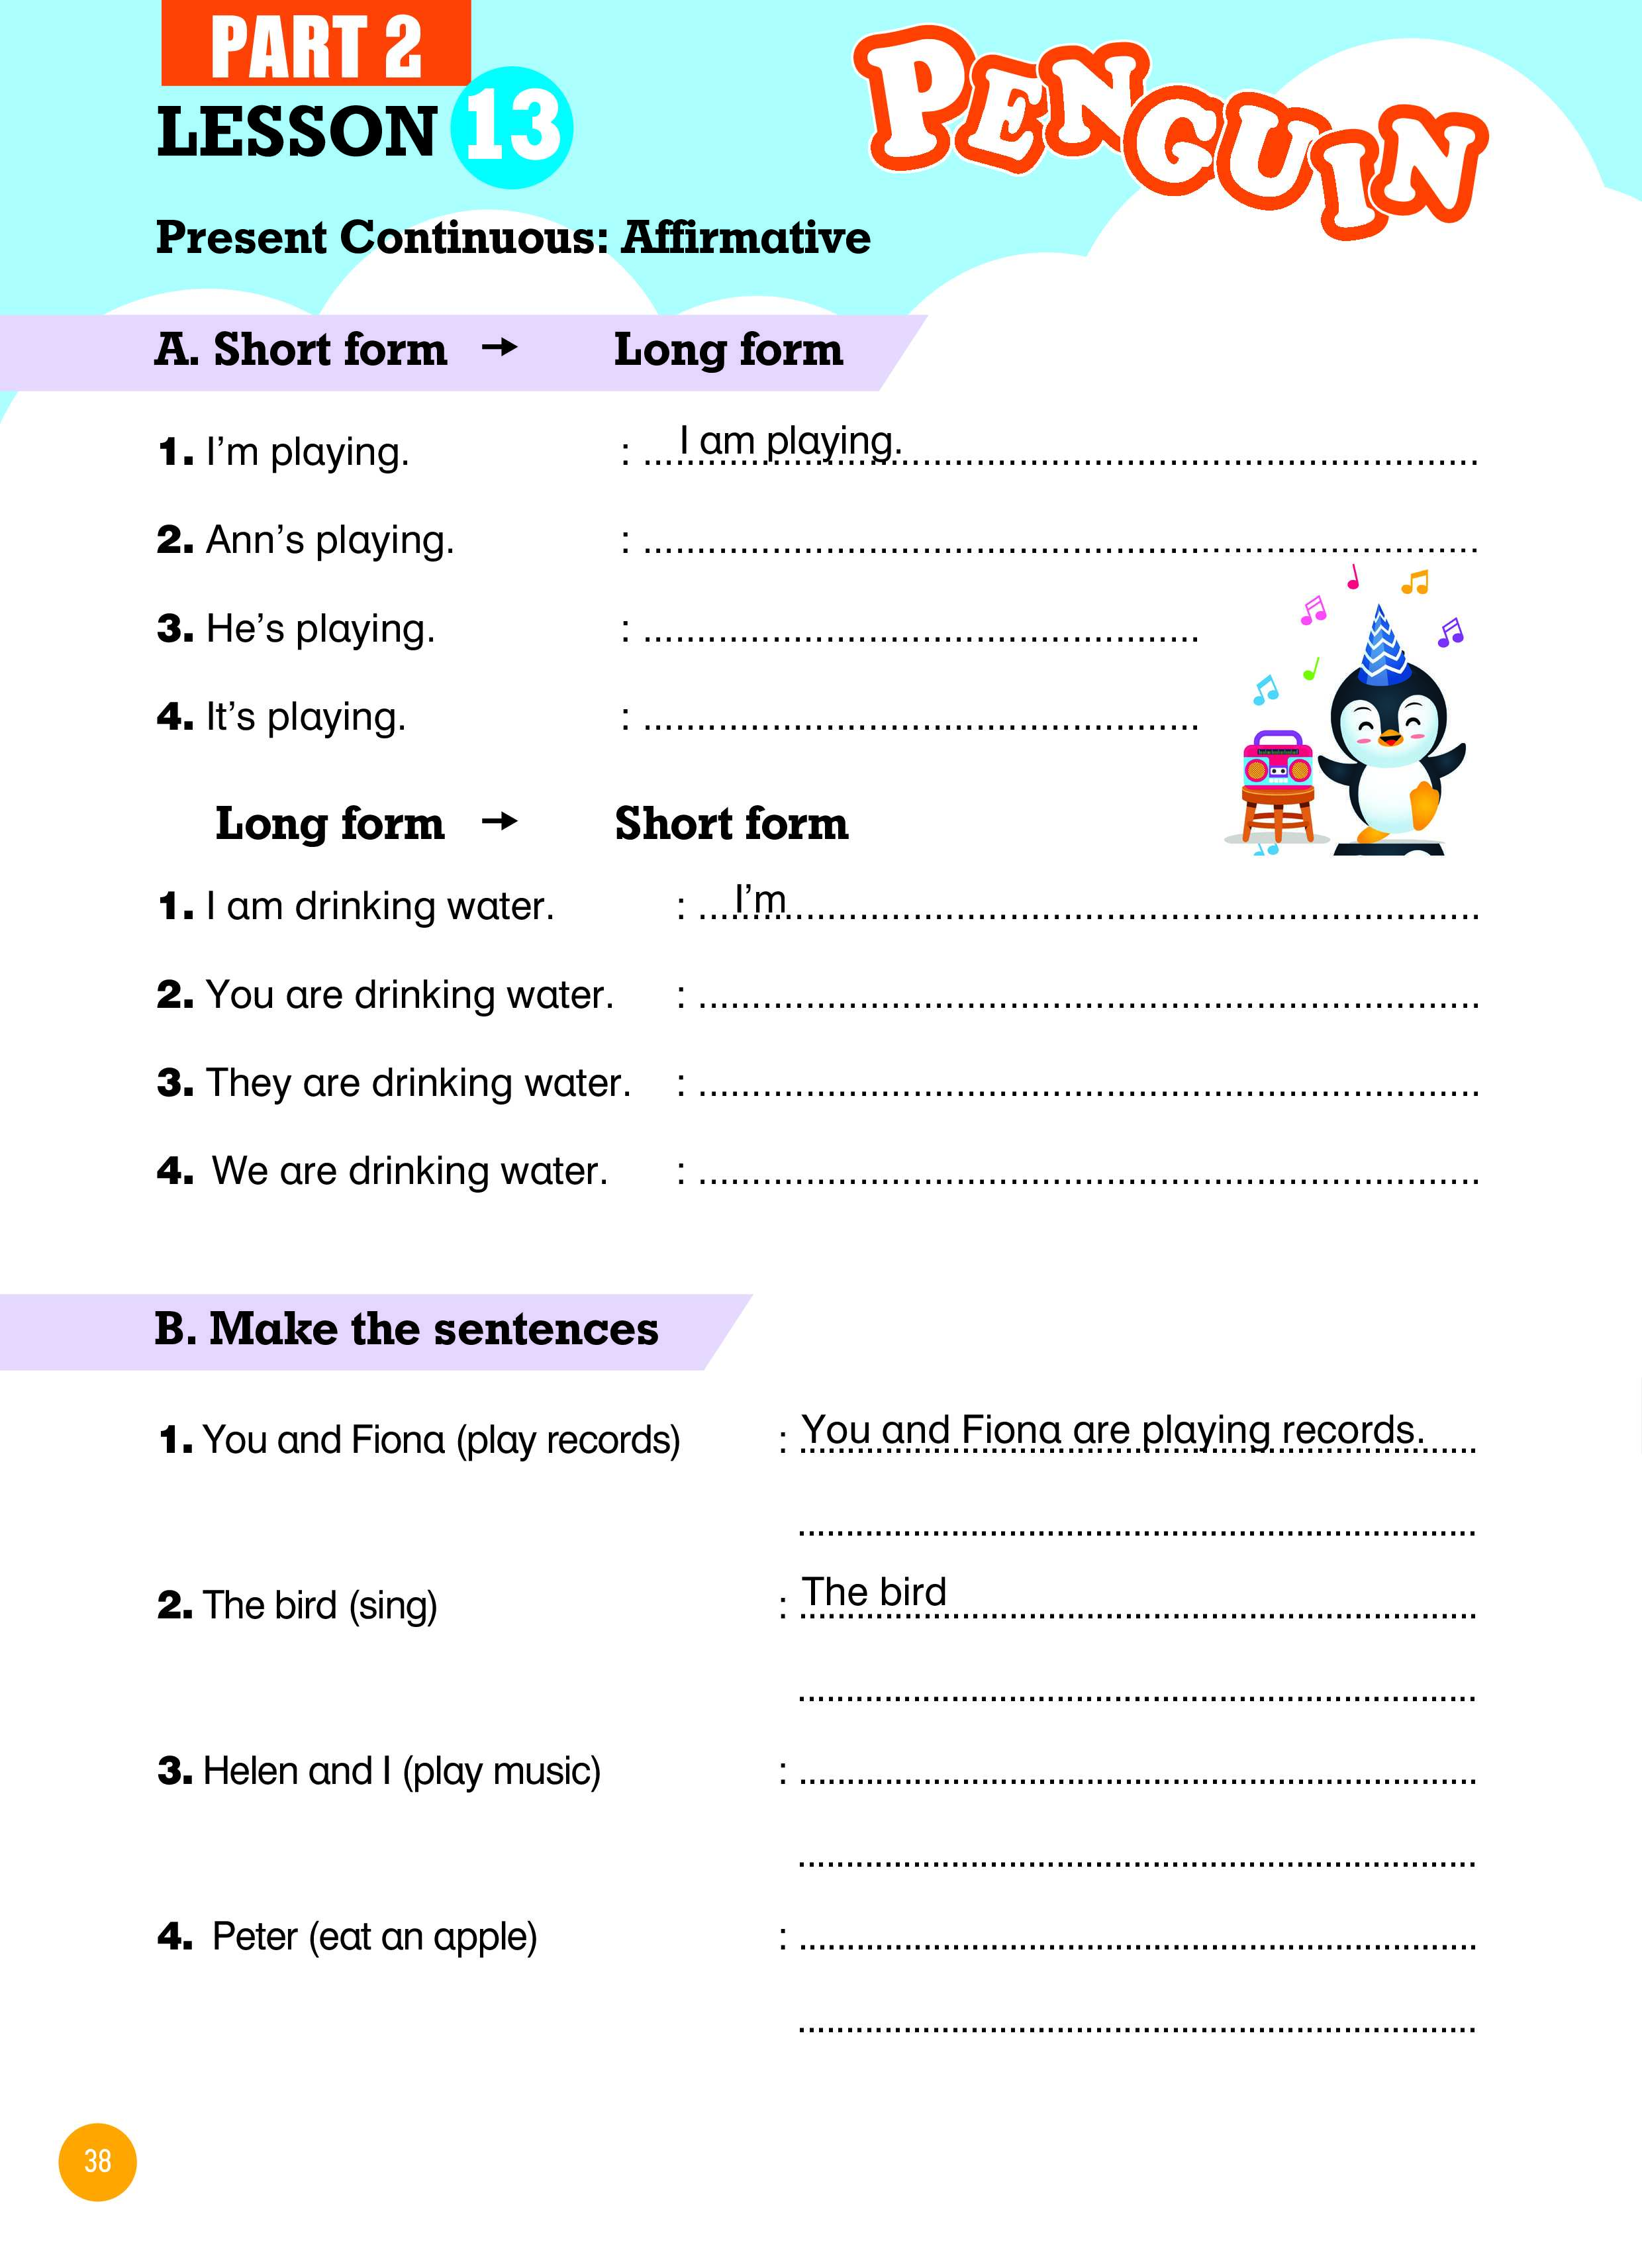 PART 2
LESSON 13
PENGUIN
Present Continuous: Affirmative
A. Short form → Long form
1. I’m playing. : I am playing.
2. Ann’s playing. :
3. He’s playing. :
4. It’s playing. :
Long form → Short form
1. I am drinking water. : I’m
2. You are drinking water. :
3. They are drinking water. :
4. We are drinking water. :
B. Make the sentences
1. You and Fiona (play records) : You and Fiona are playing records.
2. The bird (sing) : The bird
3. Helen and I (play music) :
4. Peter (eat an apple) :
38